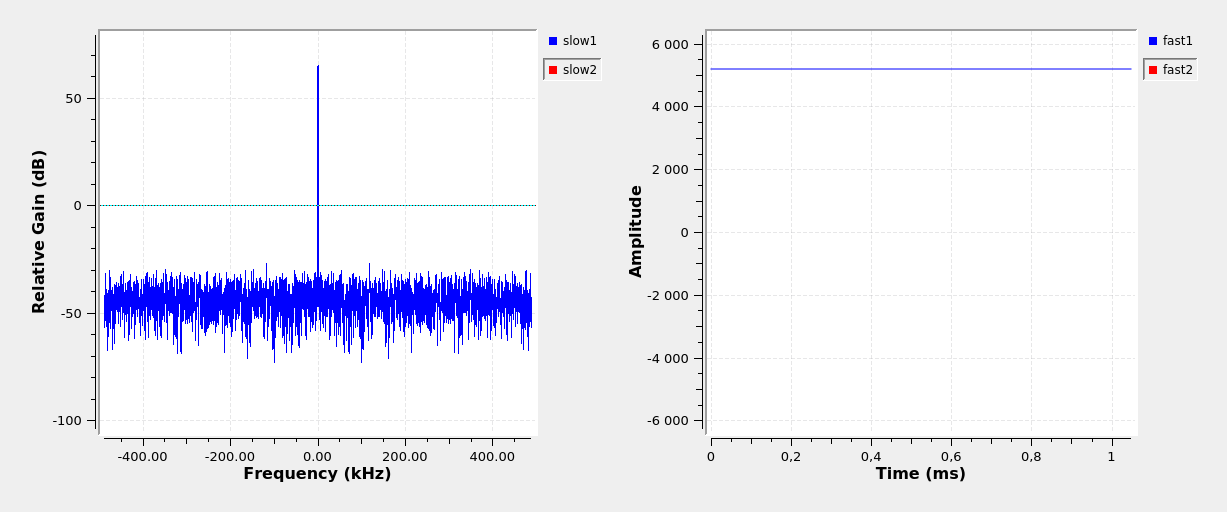 Relative Gain (dB)
50
0
-50
-100
-400.00 -200.00 0.00 200.00 400.00
Frequency (kHz)
slow1
slow2
Amplitude
6 000
4 000
2 000
0
-2 000
-4 000
-6 000
0 0,2 0,4 0,6 0,8 1
Time (ms)
fast1
fast2